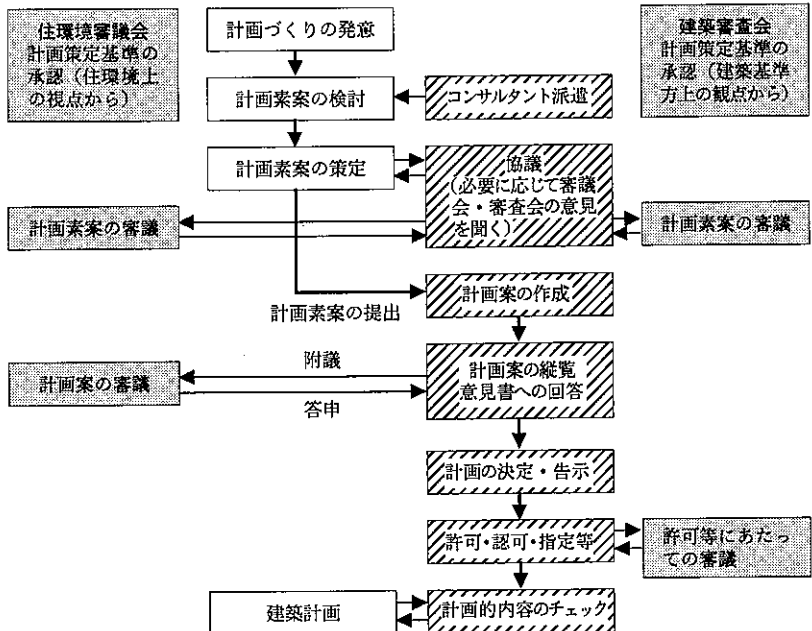 住環境審議会
計画策定基準の
承認（住環境上
の視点から）
計画づくりの発意
建築審査会
計画策定基準の
承認（建築基準
方上の観点から）
計画素案の検討
コンサルタント派遣
計画素案の策定
協議
（必要に応じて審議
会・審査会の意見
を聞く）
計画素案の審議
計画素案の審議
計画素案の提出
計画案の作成
附議
計画案の審議
答申
計画案の縦覧
意見書への回答
計画の決定・告示
許可・認可・指定等
許可等にあたっ
ての審議
建築計画
計画的内容のチェック